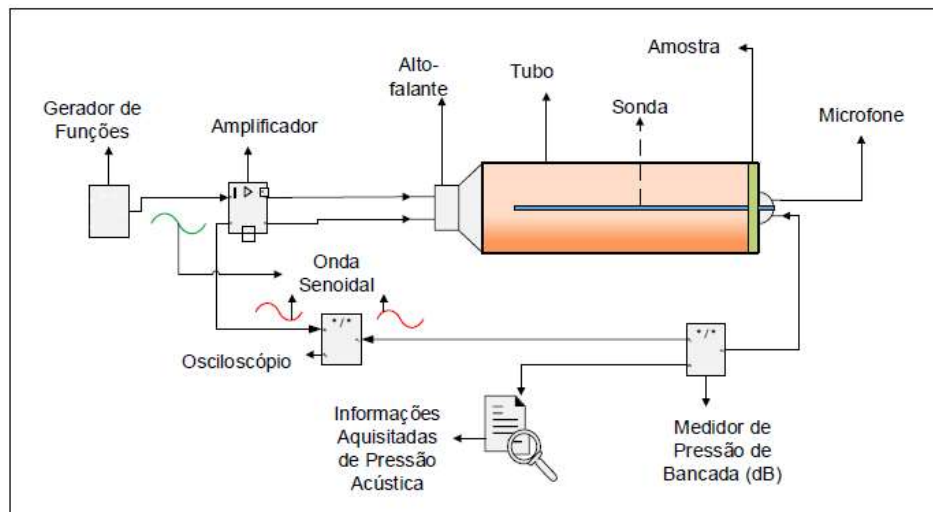 Amostra
Alto-
falante
Tubo
Sonda
Gerador de
Funções
Amplificador
Microfone
Onda
Senoidal
*/*
*/*
Osciloscópio
Informações
Aquisitadas
de Pressão
Acústica
Medidor de
Pressão de
Bancada (dB)